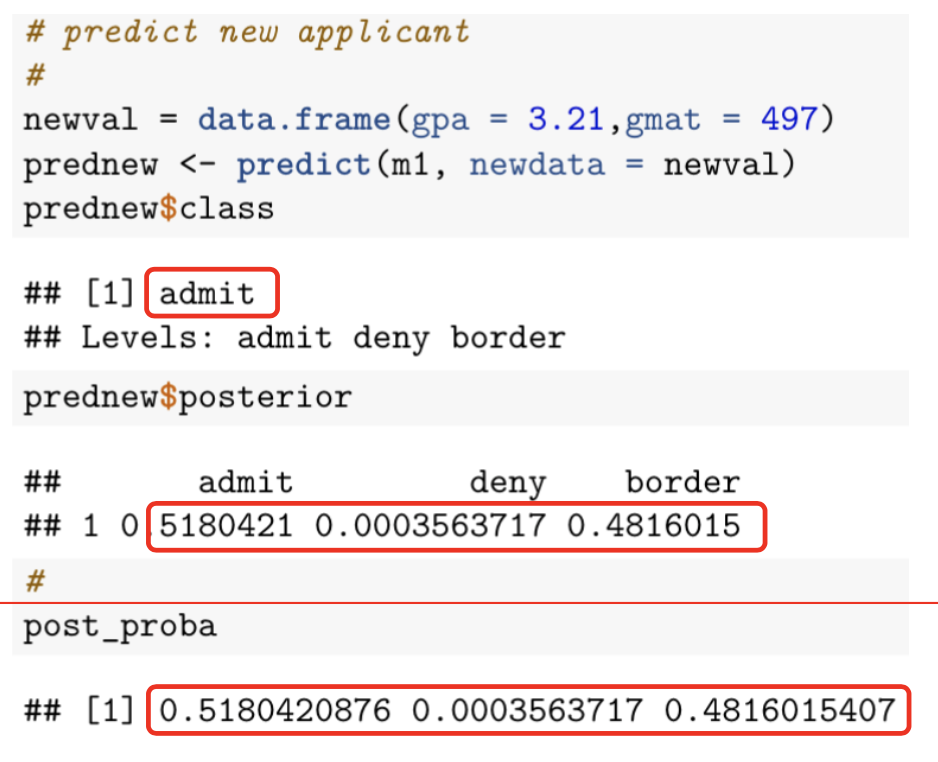 # predict new applicant
#
newval = data.frame(gpa = 3.21,gmat = 497)
prednew <- predict(m1, newdata = newval)
prednew$class
## [1] admit
## Levels: admit deny border
prednew$posterior
## admit deny border
## 1 0.5180421 0.0003563717 0.4816015
#
post_proba
## [1] 0.5180420876 0.0003563717 0.4816015407